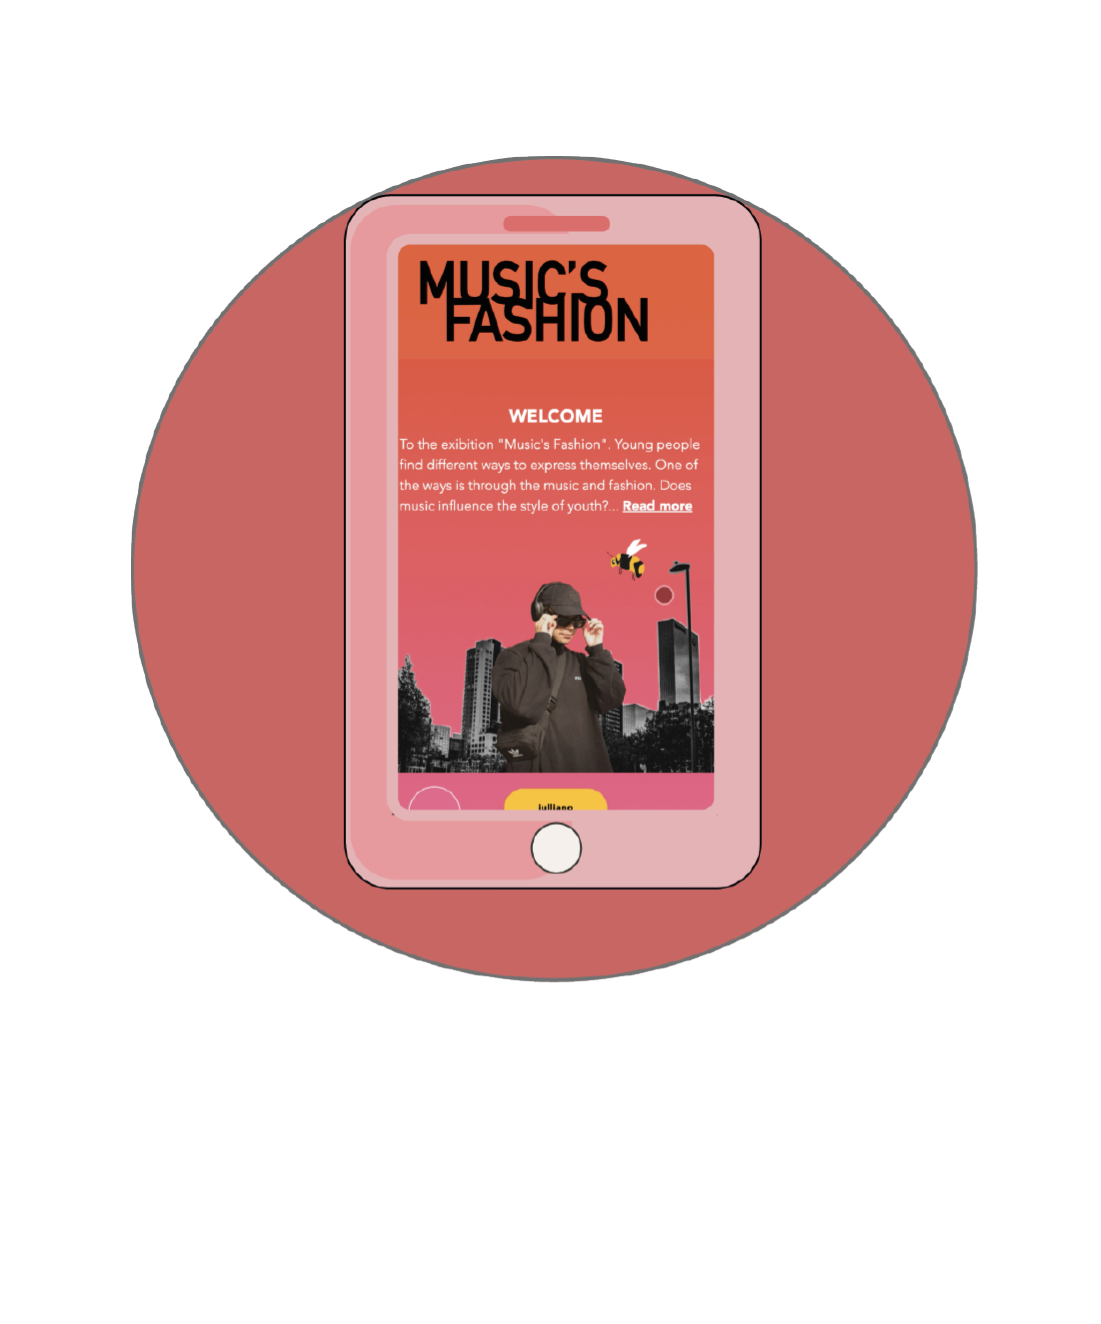 MUSIC'S
FASHION
WELCOME
To the exibition "Music's Fashion". Young people
find different ways to express themselves. One of
the ways is through the music and fashion. Does
music influence the style of youth?... Read more